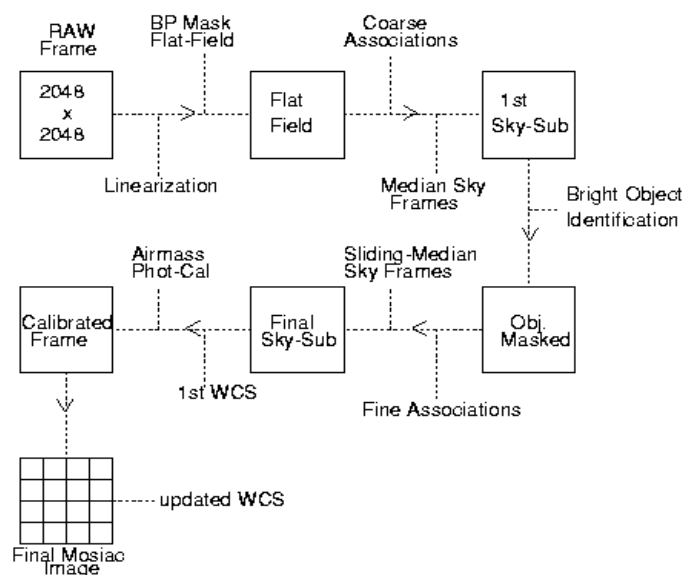 RAW
Frame
BP Mask
Flat-Field
Coarse
Associations
2048
x
2048
Flat
Field
1st
Sky-Sub
Linearization
Median Sky
Frames
Bright Object
Identification
Airmass
Phot-Cal
Sliding-Median
Sky Frames
Calibrated
Frame
Final
Sky-Sub
Obj.
Masked
1st WCS
Fine Associations
updated WCS
Final Mosiac
Image